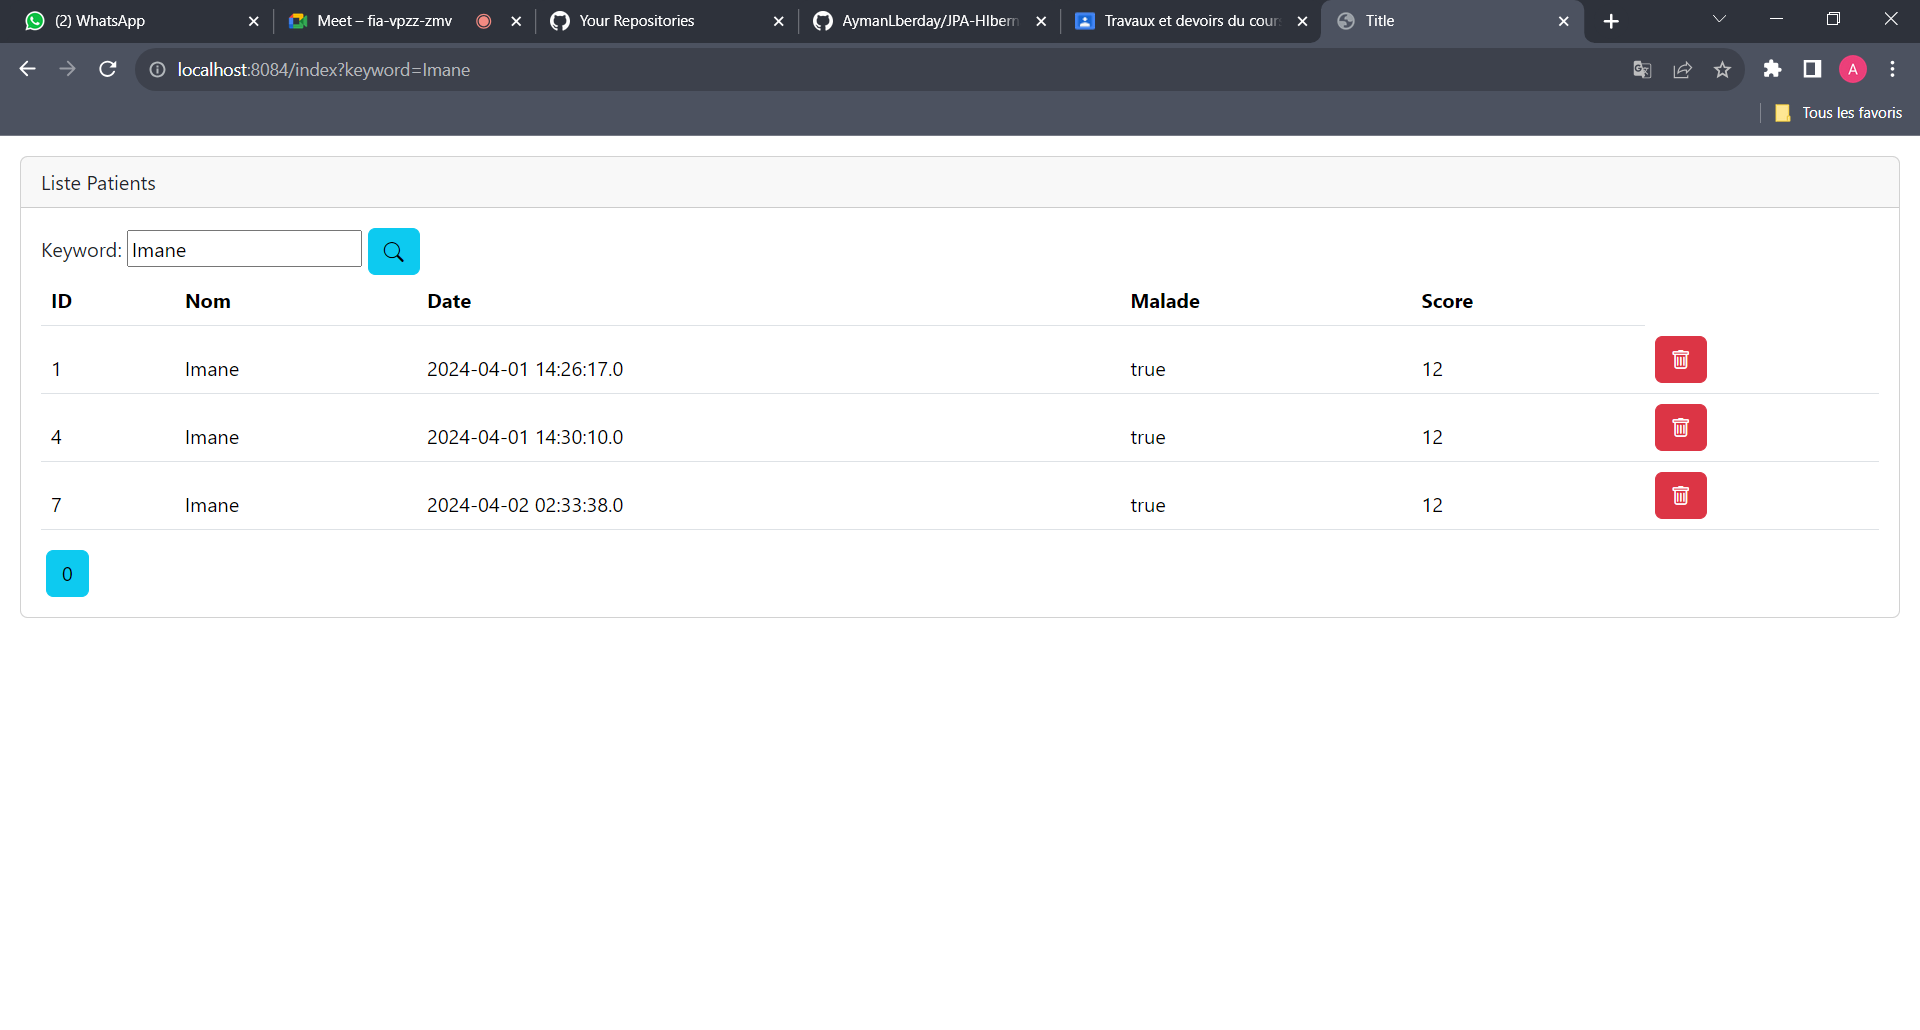 (2) WhatsApp
Meet – fia-vpzz-zmv
Your Repositories
AymanLberday/JPA-HIbern
Travaux et devoirs du cour
Title
localhost:8084/index?keyword=Imane
A
Tous les favoris
Liste Patients
Keyword: Imane
ID Nom Date Malade Score
1 Imane 2024-04-01 14:26:17.0 true 12
4 Imane 2024-04-01 14:30:10.0 true 12
7 Imane 2024-04-02 02:33:38.0 true 12
0